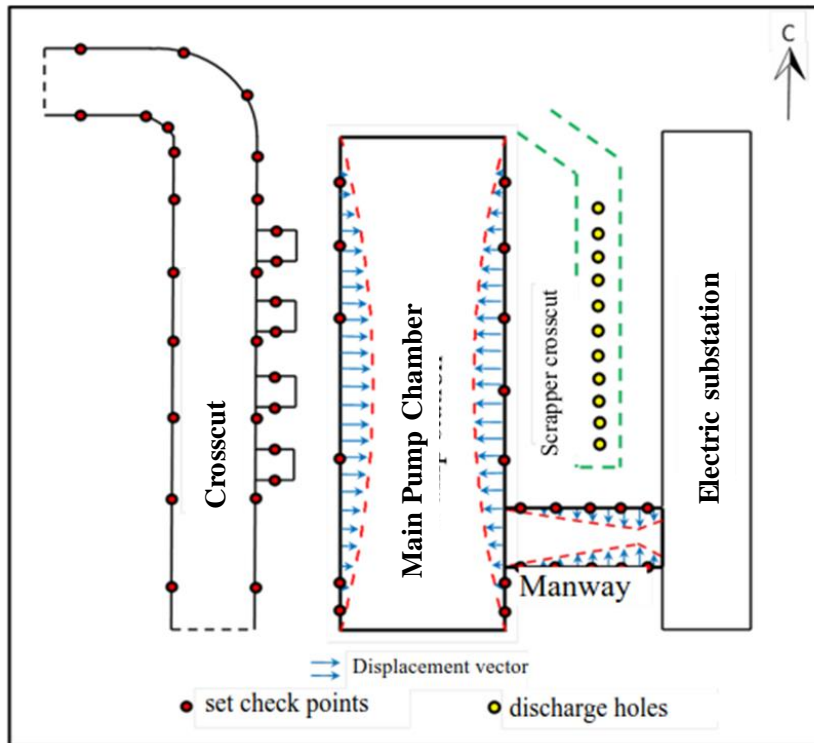 C
Crosscut
Main Pump Chamber
Scrapper crosscut
Electric substation
Manway
Displacement vector
set check points
discharge holes